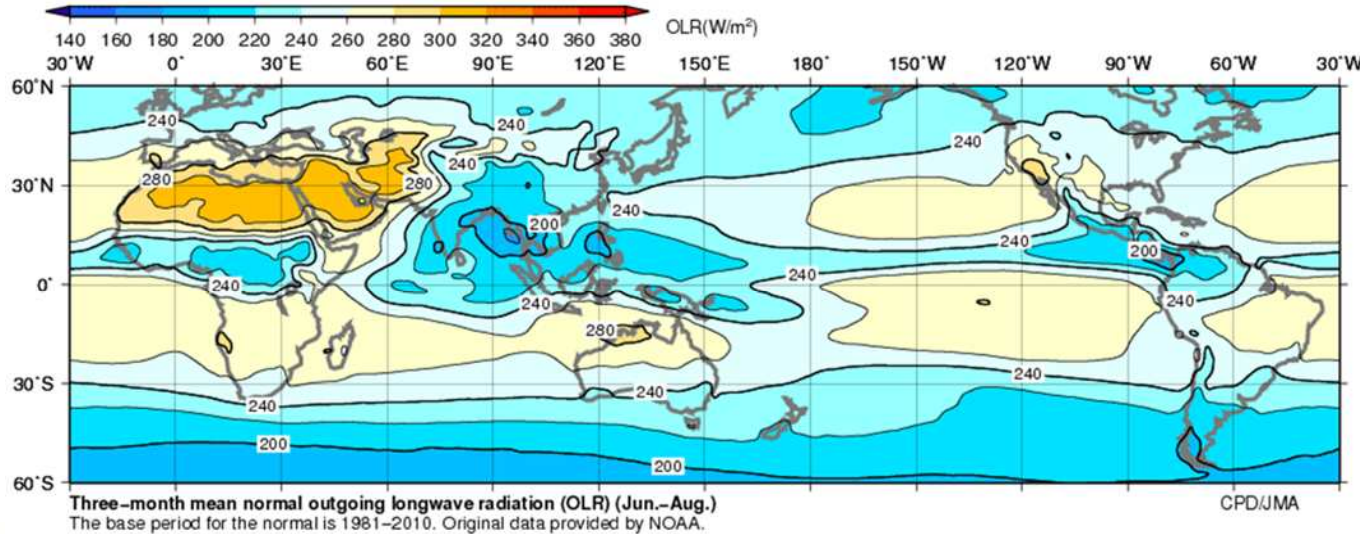 OLR(W/m²)
140 160 180 200 220 240 260 280 300 320 340 360 380
30°W 0° 30°E 60°E 90°E 120°E 150°E 180° 150°W 120°W 90°W 60°W 30°W
60°N
240
240
240
240
240
30°N
280
280
240
200
240
240
200
240
0°
240
240
240
280
30°S
240
240
240
200
200
60°S
Three-month mean normal outgoing longwave radiation (OLR) (Jun.-Aug.) CPD/JMA
The base period for the normal is 1981-2010. Original data provided by NOAA.